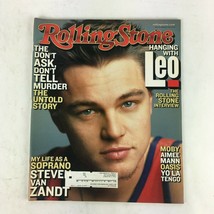 Rolling Stone
THE
DON'T
ASK,
DON'T
TELL
MURDER
THE
UNTOLD
STORY
HANGING
WITH
Leo
THE
ROLLING
STONE
INTERVIEW
MOBY
AIMEE
MANN
OASIS
YO LA
TENGO
MY LIFE AS A
SOPRANO
STEVE
VAN
ZANDT